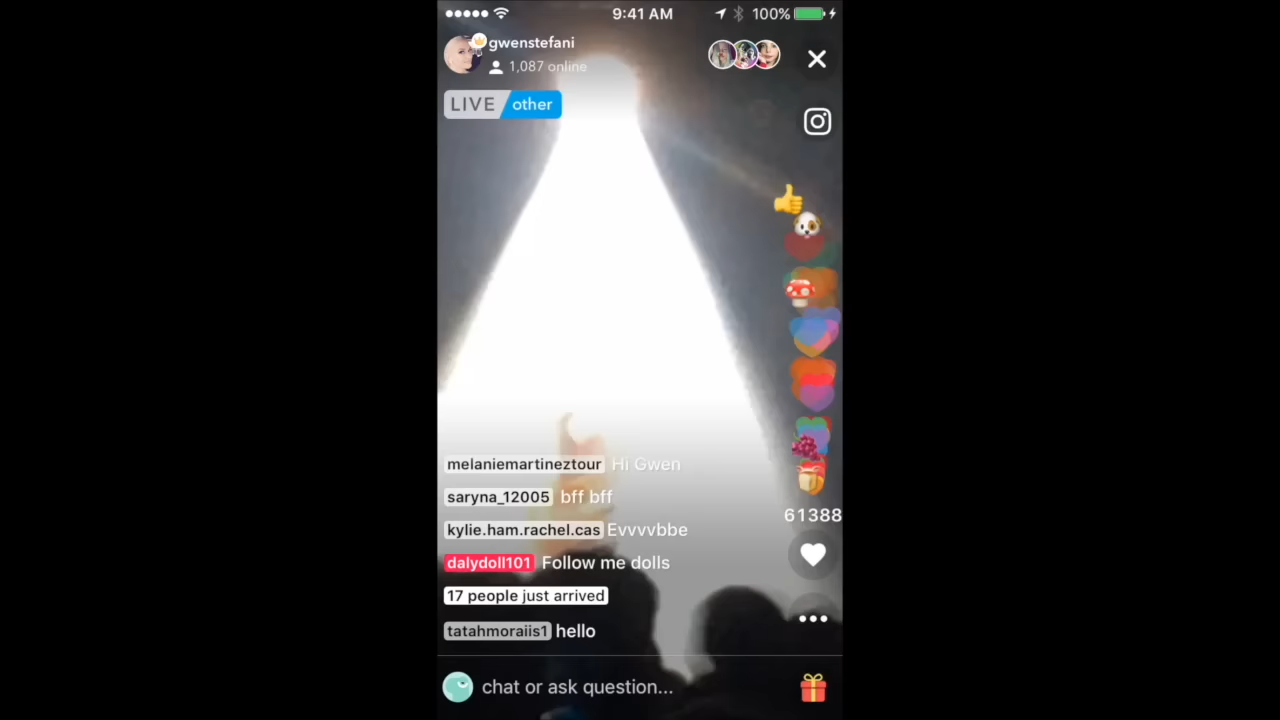 9:41 AM 100%
gwenstefani
1,087 online
LIVE other
melaniemartineztour Hi Gwen
saryna_12005 bff bff
kylie.ham.rachel.cas Evvvvbbe
dalydoll101 Follow me dolls
17 people just arrived
tatahmoraiis1 hello
61388
chat or ask question...